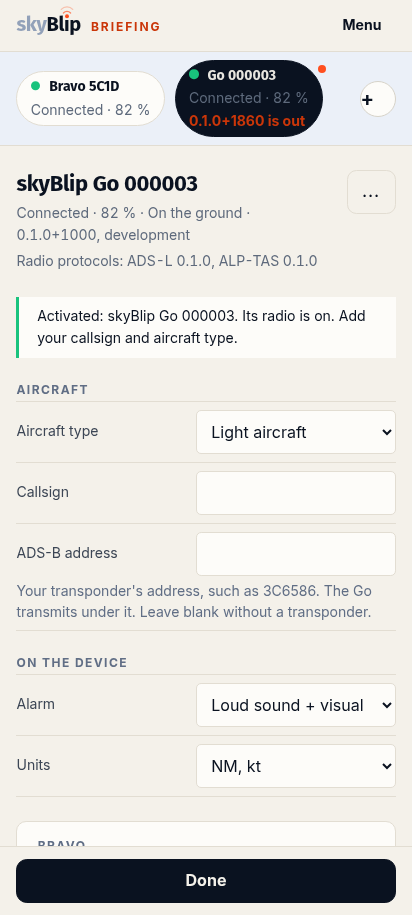 skyBlip BRIEFING
Menu
Bravo 5C1D
Connected · 82 %
Go 000003
Connected · 82 %
0.1.0+1860 is out
+
skyBlip Go 000003
...
Connected · 82 % · On the ground ·
0.1.0+1000, development
Radio protocols: ADS-L 0.1.0, ALP-TAS 0.1.0
Activated: skyBlip Go 000003. Its radio is on. Add
your callsign and aircraft type.
AIRCRAFT
Aircraft type
Light aircraft
Callsign
ADS-B address
Your transponder's address, such as 3C6586. The Go
transmits under it. Leave blank without a transponder.
ON THE DEVICE
Alarm
Loud sound + visual
Units
NM, kt
BRAVO
Done